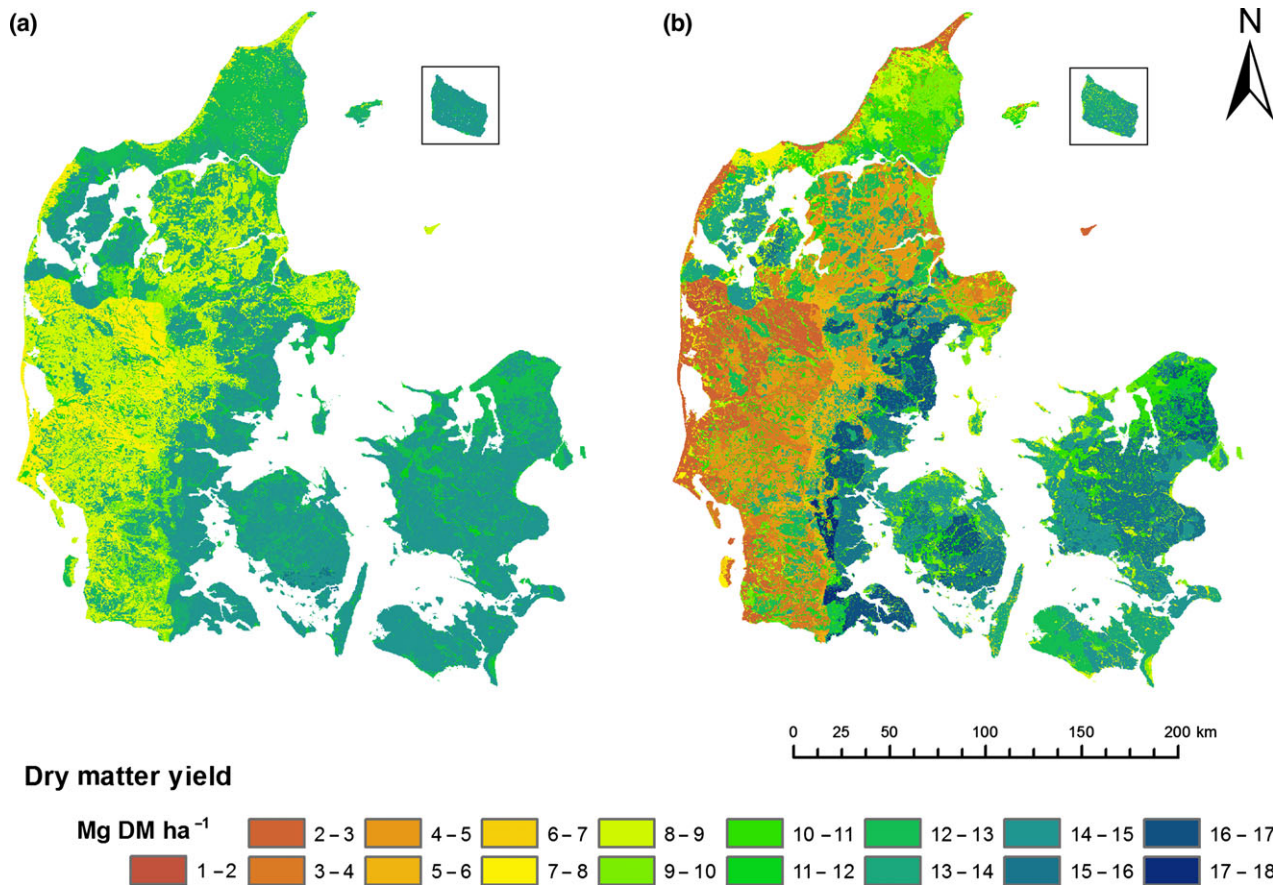 (a)
(b)
N
0 25 50 100 150 200 km
Dry matter yield
Mg DM ha⁻¹
2 – 3 4 – 5 6 – 7 8 – 9 10 – 11 12 – 13 14 – 15 16 – 17
1 – 2 3 – 4 5 – 6 7 – 8 9 – 10 11 – 12 13 – 14 15 – 16 17 – 18